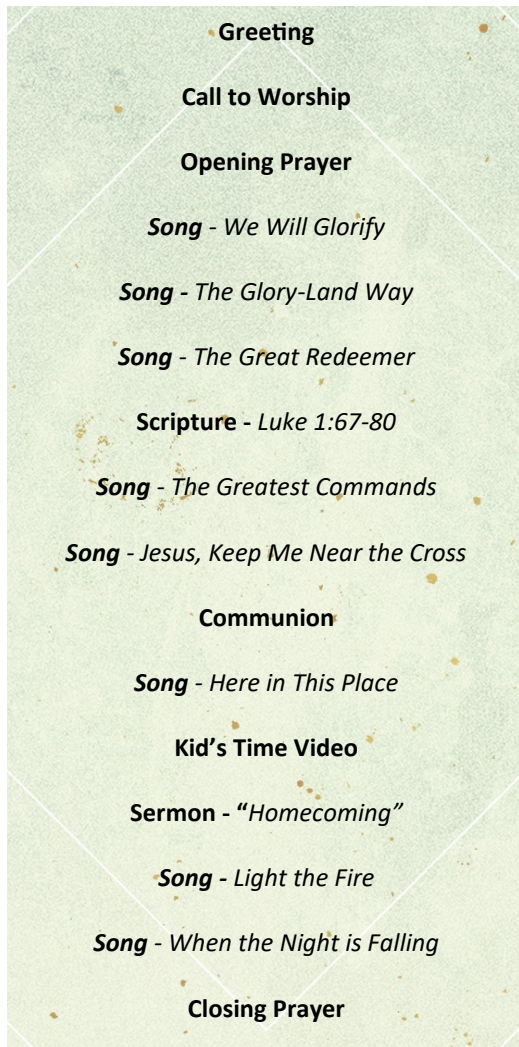 Greeting
Call to Worship
Opening Prayer
Song - We Will Glorify
Song - The Glory-Land Way
Song - The Great Redeemer
Scripture - Luke 1:67-80
Song - The Greatest Commands
Song - Jesus, Keep Me Near the Cross
Communion
Song - Here in This Place
Kid’s Time Video
Sermon - “Homecoming”
Song - Light the Fire
Song - When the Night is Falling
Closing Prayer